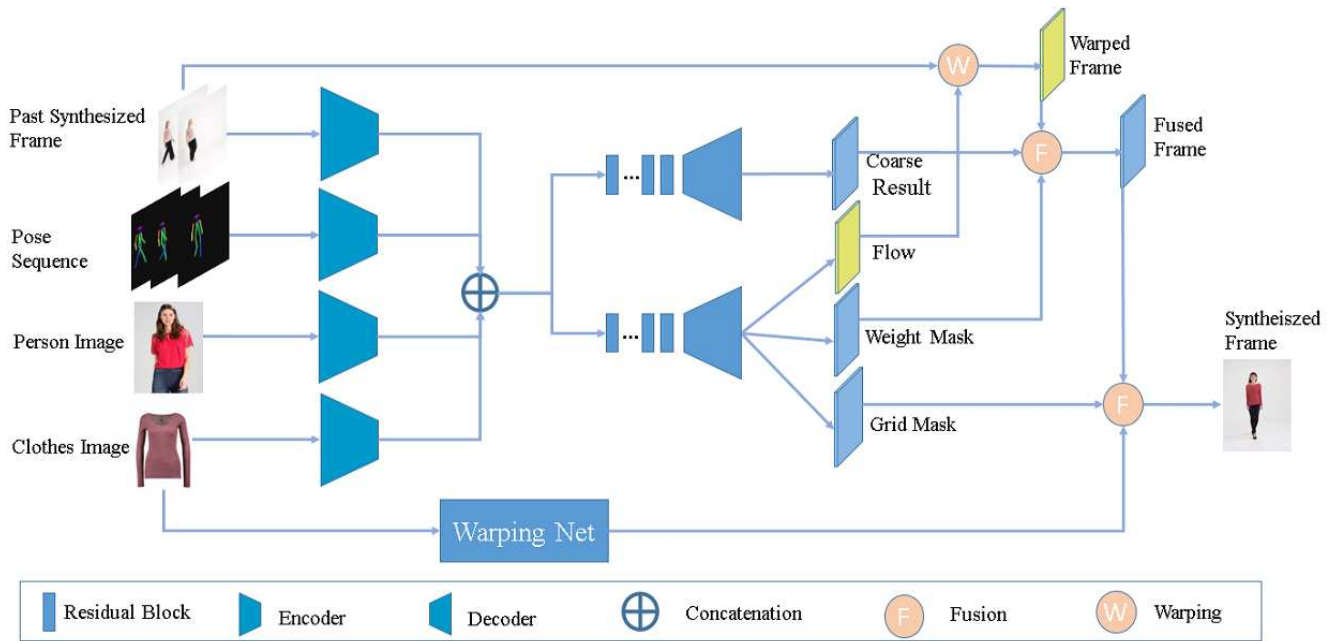 Warped
Frame
W
Past Synthesized
Frame
Fused
Frame
F
Coarse
Result
...
Pose
Sequence
Flow
...
Person Image
Weight Mask
Syntheiszed
Frame
F
Clothes Image
Grid Mask
Warping Net
Residual Block
Encoder
Decoder
Concatenation
F
Fusion
W
Warping